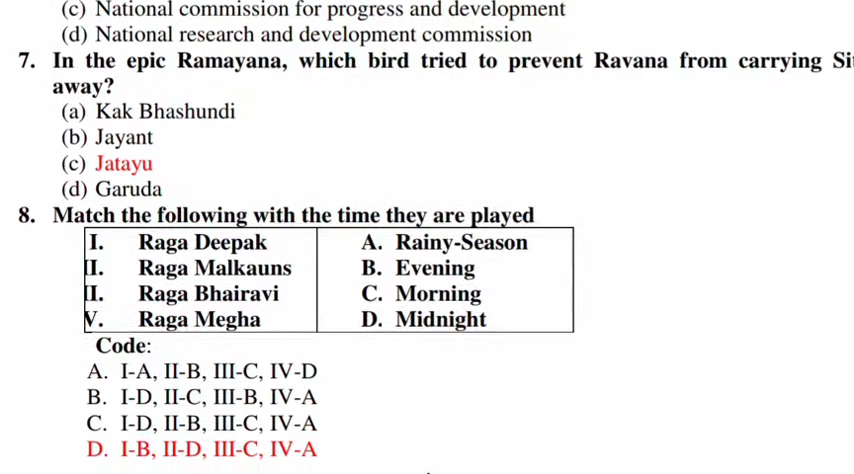 (c) National commission for progress and development
(d) National research and development commission
7. In the epic Ramayana, which bird tried to prevent Ravana from carrying Si
away?
(a) Kak Bhashundi
(b) Jayant
(c) Jatayu
(d) Garuda
8. Match the following with the time they are played
I. Raga Deepak A. Rainy-Season
II. Raga Malkauns B. Evening
II. Raga Bhairavi C. Morning
V. Raga Megha D. Midnight
Code:
A. I-A, II-B, III-C, IV-D
B. I-D, II-C, III-B, IV-A
C. I-D, II-B, III-C, IV-A
D. I-B, II-D, III-C, IV-A